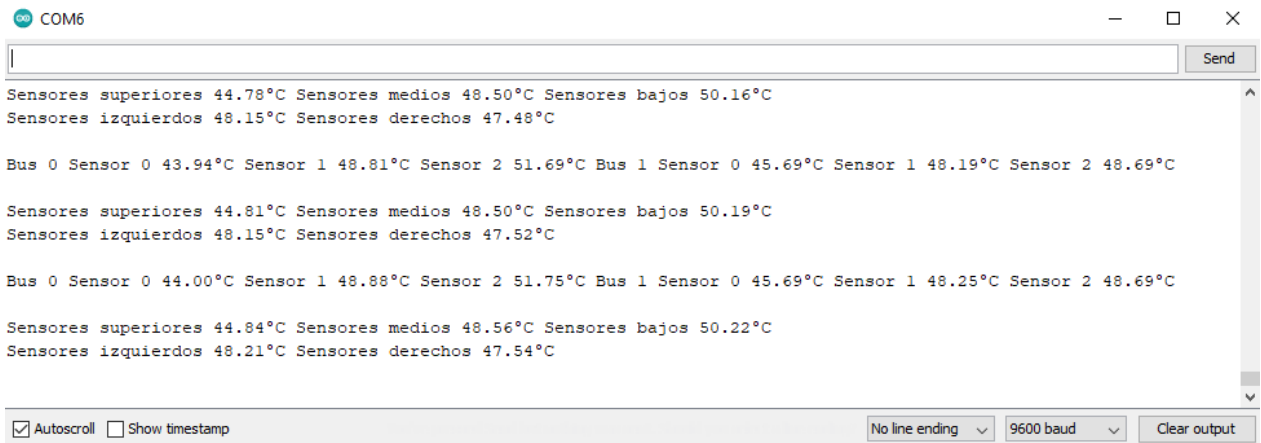 COM6
Send
Sensores superiores 44.78°C Sensores medios 48.50°C Sensores bajos 50.16°C
Sensores izquierdos 48.15°C Sensores derechos 47.48°C
Bus 0 Sensor 0 43.94°C Sensor 1 48.81°C Sensor 2 51.69°C Bus 1 Sensor 0 45.69°C Sensor 1 48.19°C Sensor 2 48.69°C
Sensores superiores 44.81°C Sensores medios 48.50°C Sensores bajos 50.19°C
Sensores izquierdos 48.15°C Sensores derechos 47.52°C
Bus 0 Sensor 0 44.00°C Sensor 1 48.88°C Sensor 2 51.75°C Bus 1 Sensor 0 45.69°C Sensor 1 48.25°C Sensor 2 48.69°C
Sensores superiores 44.84°C Sensores medios 48.56°C Sensores bajos 50.22°C
Sensores izquierdos 48.21°C Sensores derechos 47.54°C
Autoscroll Show timestamp No line ending 9600 baud Clear output